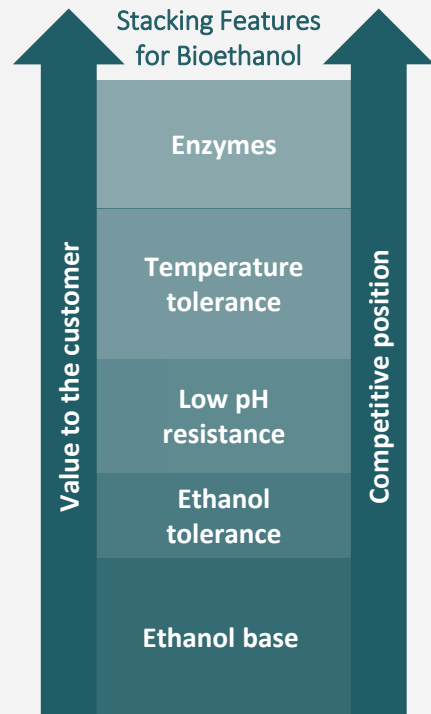 Stacking Features
for Bioethanol
Enzymes
Temperature
tolerance
Low pH
resistance
Ethanol
tolerance
Ethanol base
Value to the customer
Competitive position